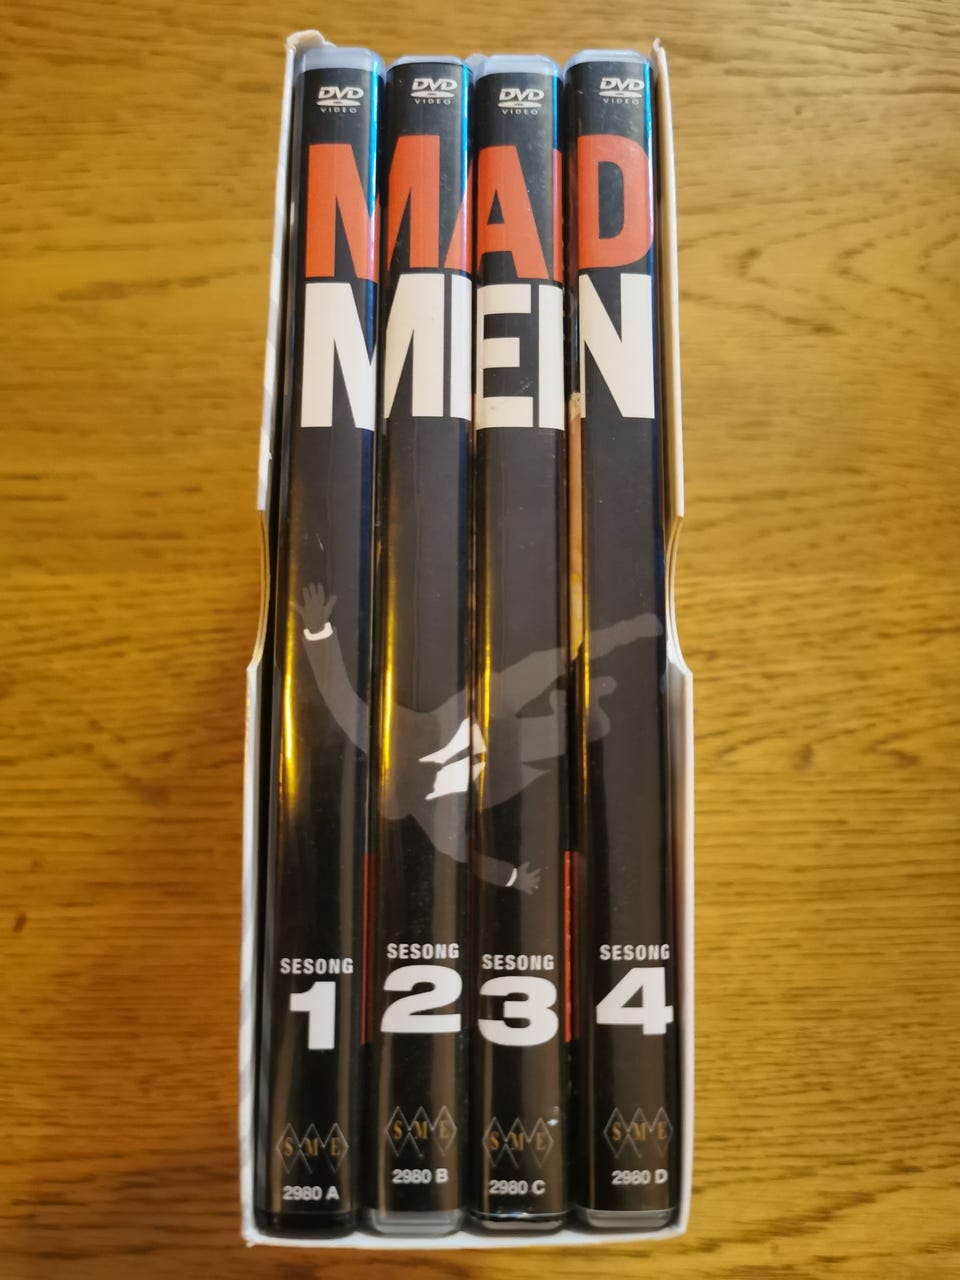 DVD VIDEO DVD VIDEO DVD VIDEO DVD VIDEO
MAD
MEN
SESONG 1
SESONG 2
SESONG 3
SESONG 4
SME 2980 A
SME 2980 B
SME 2980 C
SME 2980 D